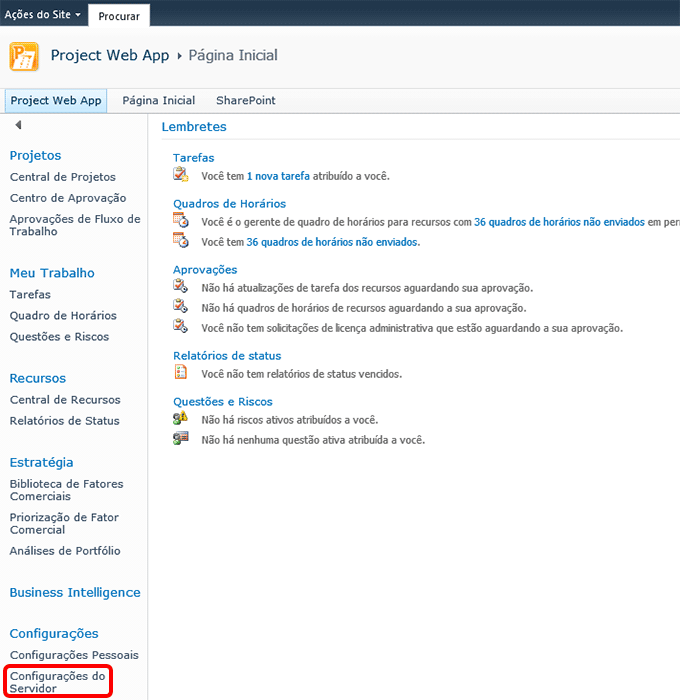 Ações do Site
Procurar
Project Web App
Página Inicial
Project Web App
Página Inicial
SharePoint
Projetos
Central de Projetos
Centro de Aprovação
Aprovações de Fluxo de
Trabalho
Meu Trabalho
Tarefas
Quadro de Horários
Questões e Riscos
Recursos
Central de Recursos
Relatórios de Status
Estratégia
Biblioteca de Fatores
Comerciais
Priorização de Fator
Comercial
Análises de Portfólio
Business Intelligence
Configurações
Configurações Pessoais
Configurações do
Servidor
Lembretes
Tarefas
Você tem 1 nova tarefa atribuído a você.
Quadros de Horários
Você é o gerente de quadro de horários para recursos com 36 quadros de horários não enviados em
Você tem 36 quadros de horários não enviados.
Aprovações
Não há atualizações de tarefa dos recursos aguardando sua aprovação.
Não há quadros de horários de recursos aguardando a sua aprovação.
Você não tem solicitações de licença administrativa que estão aguardando a sua aprovação.
Relatórios de status
Você não tem relatórios de status vencidos.
Questões e Riscos
Não há riscos ativos atribuídos a você.
Não há nenhuma questão ativa atribuída a você.